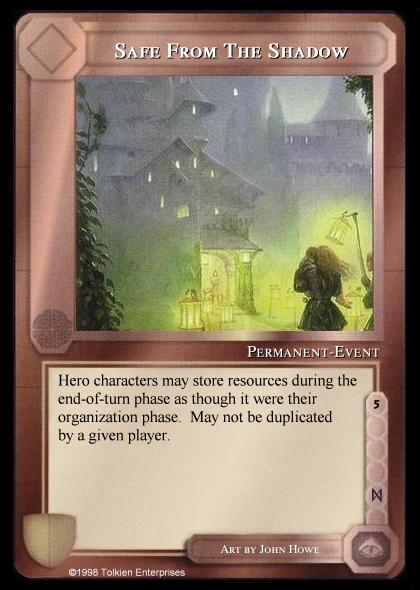 SAFE FROM THE SHADOW
PERMANENT-EVENT
Hero characters may store resources during the
end-of-turn phase as though it were their
organization phase.  May not be duplicated
by a given player.
5
ᛞ
ART BY JOHN HOWE
©1998 Tolkien Enterprises